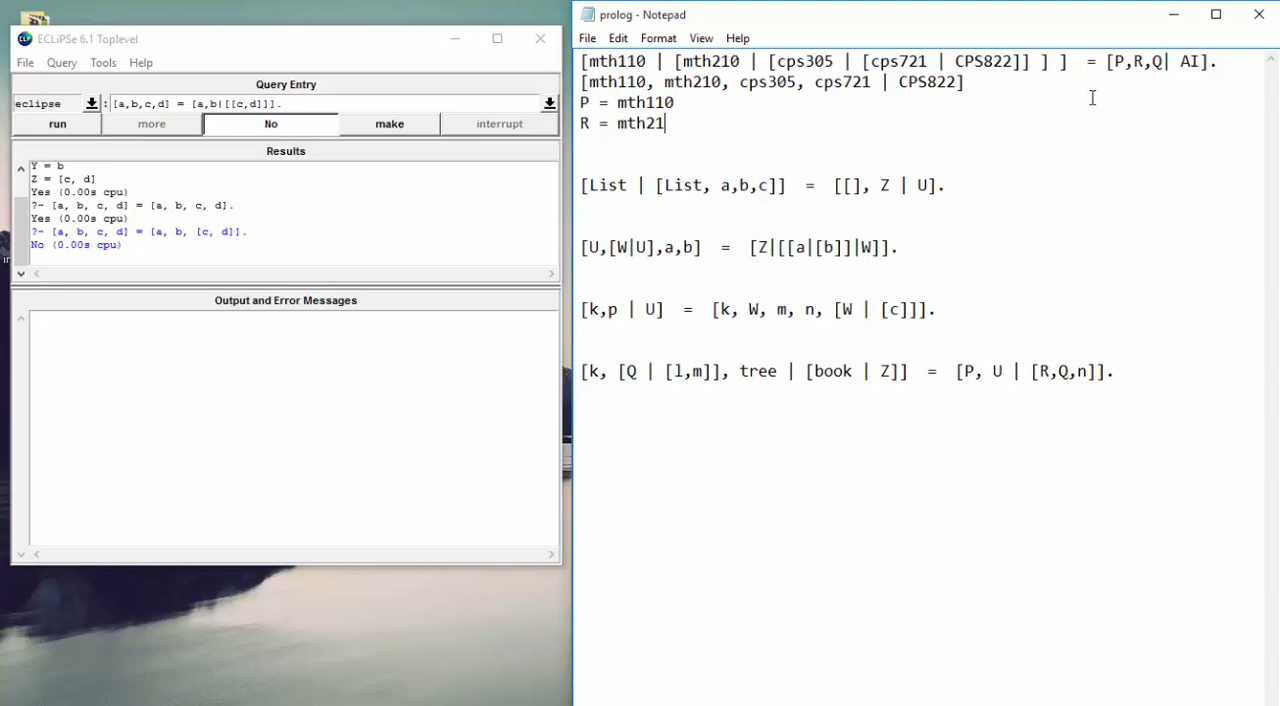 ECLiPSe 6.1 Toplevel
File Query Tools Help
Query Entry
eclipse : [a,b,c,d] = [a,b|[[c,d]]].
run more No make interrupt
Results
Y = b
Z = [c, d]
Yes (0.00s cpu)
?- [a, b, c, d] = [a, b, c, d].
Yes (0.00s cpu)
?- [a, b, c, d] = [a, b, [c, d]].
No (0.00s cpu)
Output and Error Messages
prolog - Notepad
File Edit Format View Help
[mth110 | [mth210 | [cps305 | [cps721 | CPS822]] ] ] = [P,R,Q| AI].
[mth110, mth210, cps305, cps721 | CPS822]
P = mth110
R = mth21
[List | [List, a,b,c]] = [[], Z | U].
[U,[W|U],a,b] = [Z|[[a|[b]]|W]].
[k,p | U] = [k, W, m, n, [W | [c]]].
[k, [Q | [l,m]], tree | [book | Z]] = [P, U | [R,Q,n]].